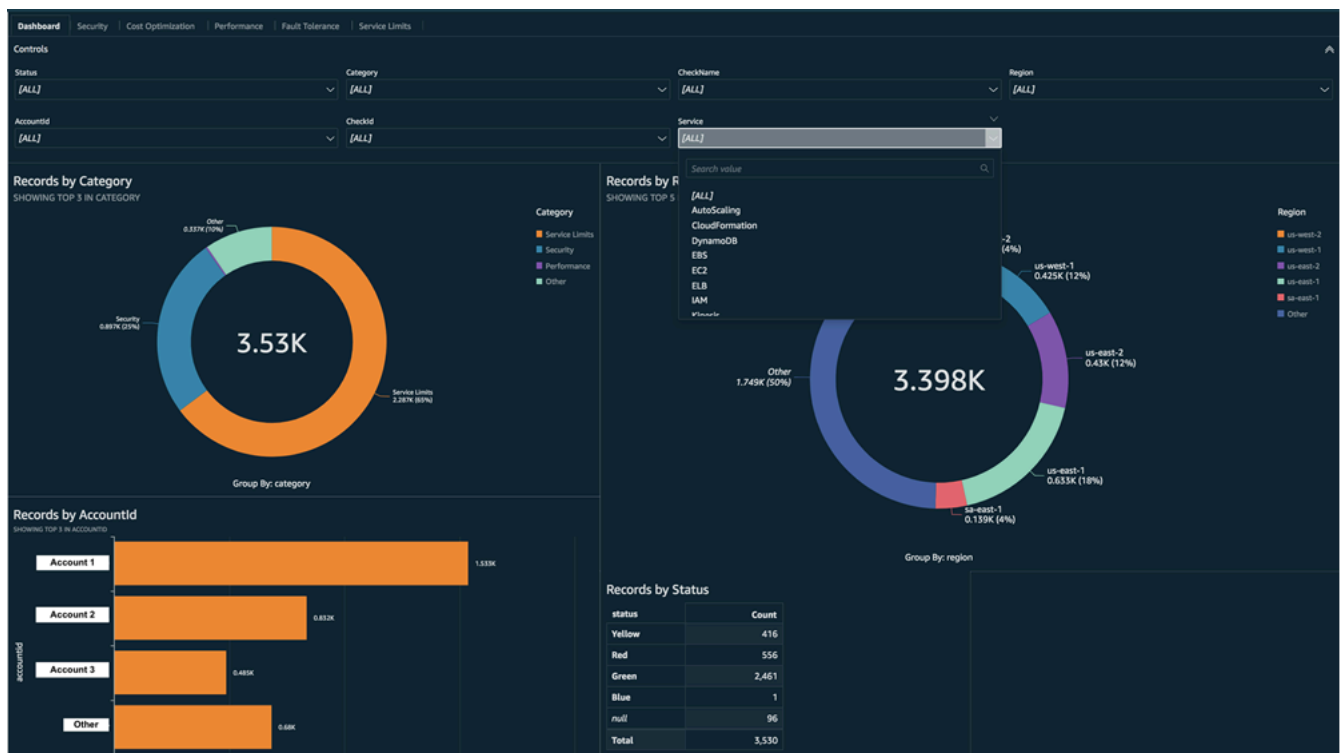 Dashboard Security Cost Optimization Performance Fault Tolerance Service Limits
Controls
Status Category CheckName Region
[ALL] [ALL] [ALL] [ALL]
AccountId CheckId Service
[ALL] [ALL] [ALL]
Search value
[ALL]
AutoScaling
CloudFormation
DynamoDB
EBS
EC2
ELB
IAM
Kinesis
Records by Category
SHOWING TOP 3 IN CATEGORY
Other
0.337K (10%)
Security
0.897K (25%)
3.53K
Service Limits
2.287K (65%)
Group By: category
Category
Service Limits
Security
Performance
Other
Records by R
SHOWING TOP 5
-2
(4%)
us-west-1
0.425K (12%)
us-east-2
0.43K (12%)
Other
1.749K (50%)
3.398K
us-east-1
0.633K (18%)
sa-east-1
0.139K (4%)
Group By: region
Region
us-west-2
us-west-1
us-east-2
us-east-1
sa-east-1
Other
Records by AccountId
SHOWING TOP 3 IN ACCOUNTID
accountId
Account 1 1.533K
Account 2 0.832K
Account 3 0.485K
Other 0.68K
Records by Status
status Count
Yellow 416
Red 556
Green 2,461
Blue 1
null 96
Total 3,530